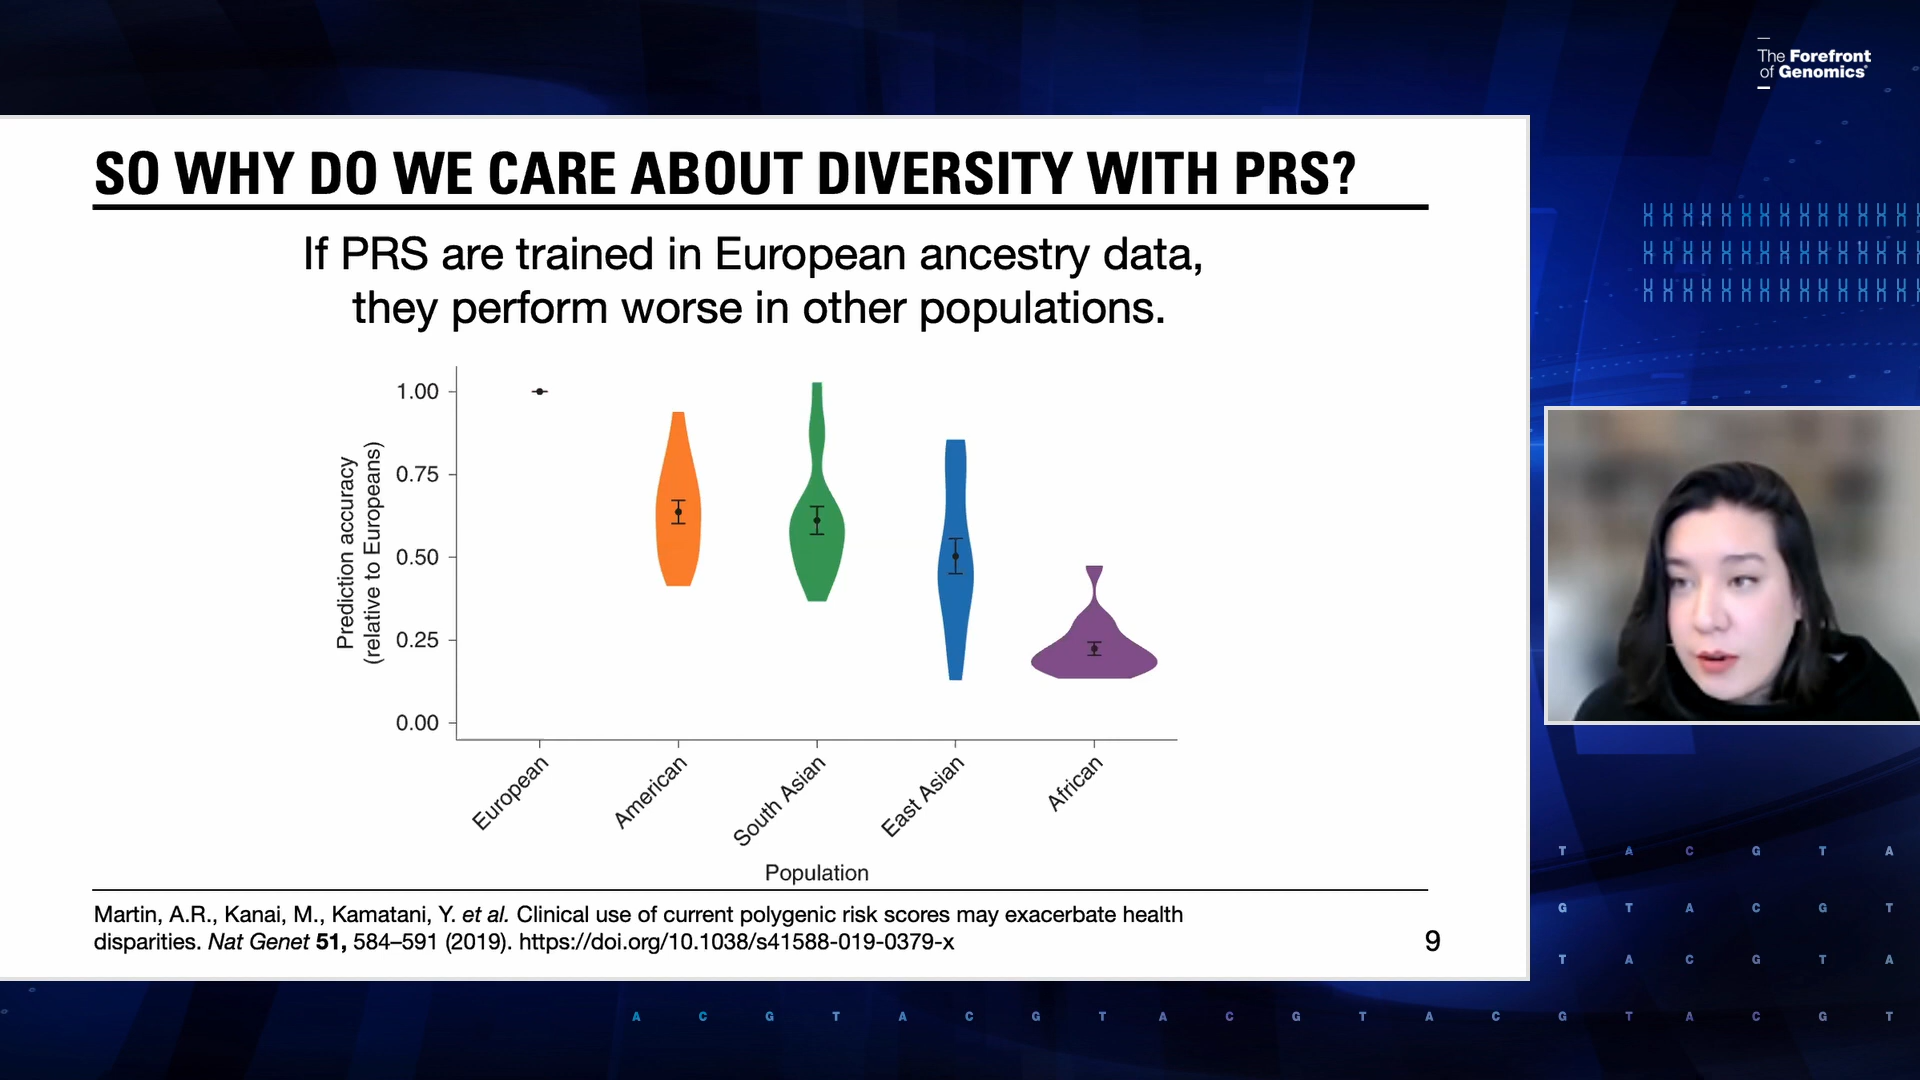 The Forefront
of Genomics®
SO WHY DO WE CARE ABOUT DIVERSITY WITH PRS?
If PRS are trained in European ancestry data,
they perform worse in other populations.
Prediction accuracy
(relative to Europeans)
1.00
0.75
0.50
0.25
0.00
European
American
South Asian
East Asian
African
Population
Martin, A.R., Kanai, M., Kamatani, Y. et al. Clinical use of current polygenic risk scores may exacerbate health
disparities. Nat Genet 51, 584–591 (2019). https://doi.org/10.1038/s41588-019-0379-x
9
T A C G T A
G T A C G T
T A C G T A
A C G T A C G T A C G T A C G T A C G T